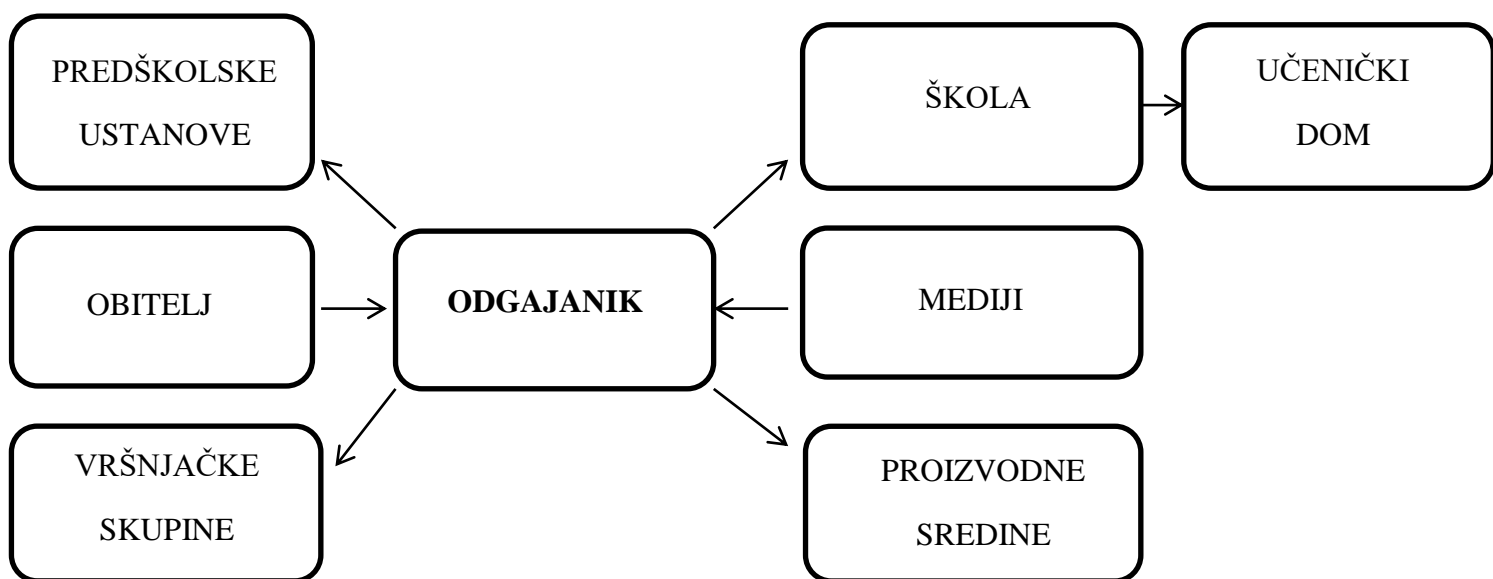 PREDŠKOLSKE
USTANOVE
ŠKOLA
UČENIČKI
DOM
OBITELJ
ODGAJANIK
MEDIJI
VRŠNJAČKE
SKUPINE
PROIZVODNE
SREDINE